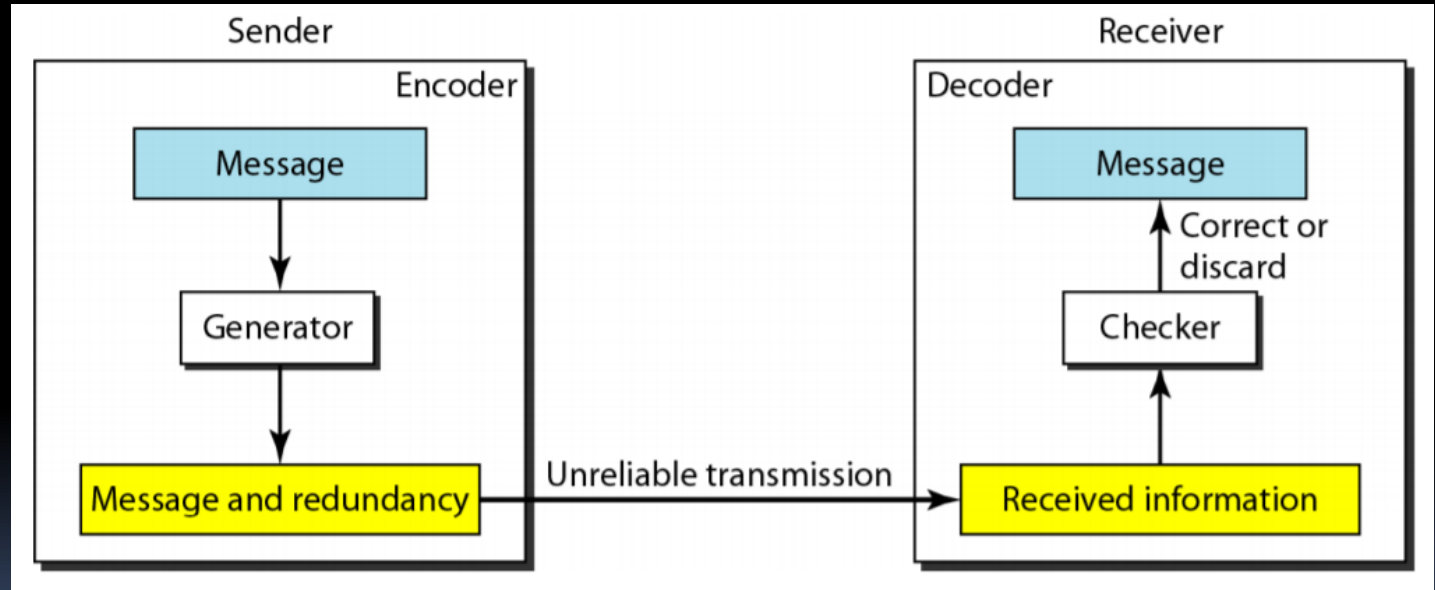 Sender
Encoder
Message
Generator
Message and redundancy
Unreliable transmission
Receiver
Decoder
Message
Correct or
discard
Checker
Received information